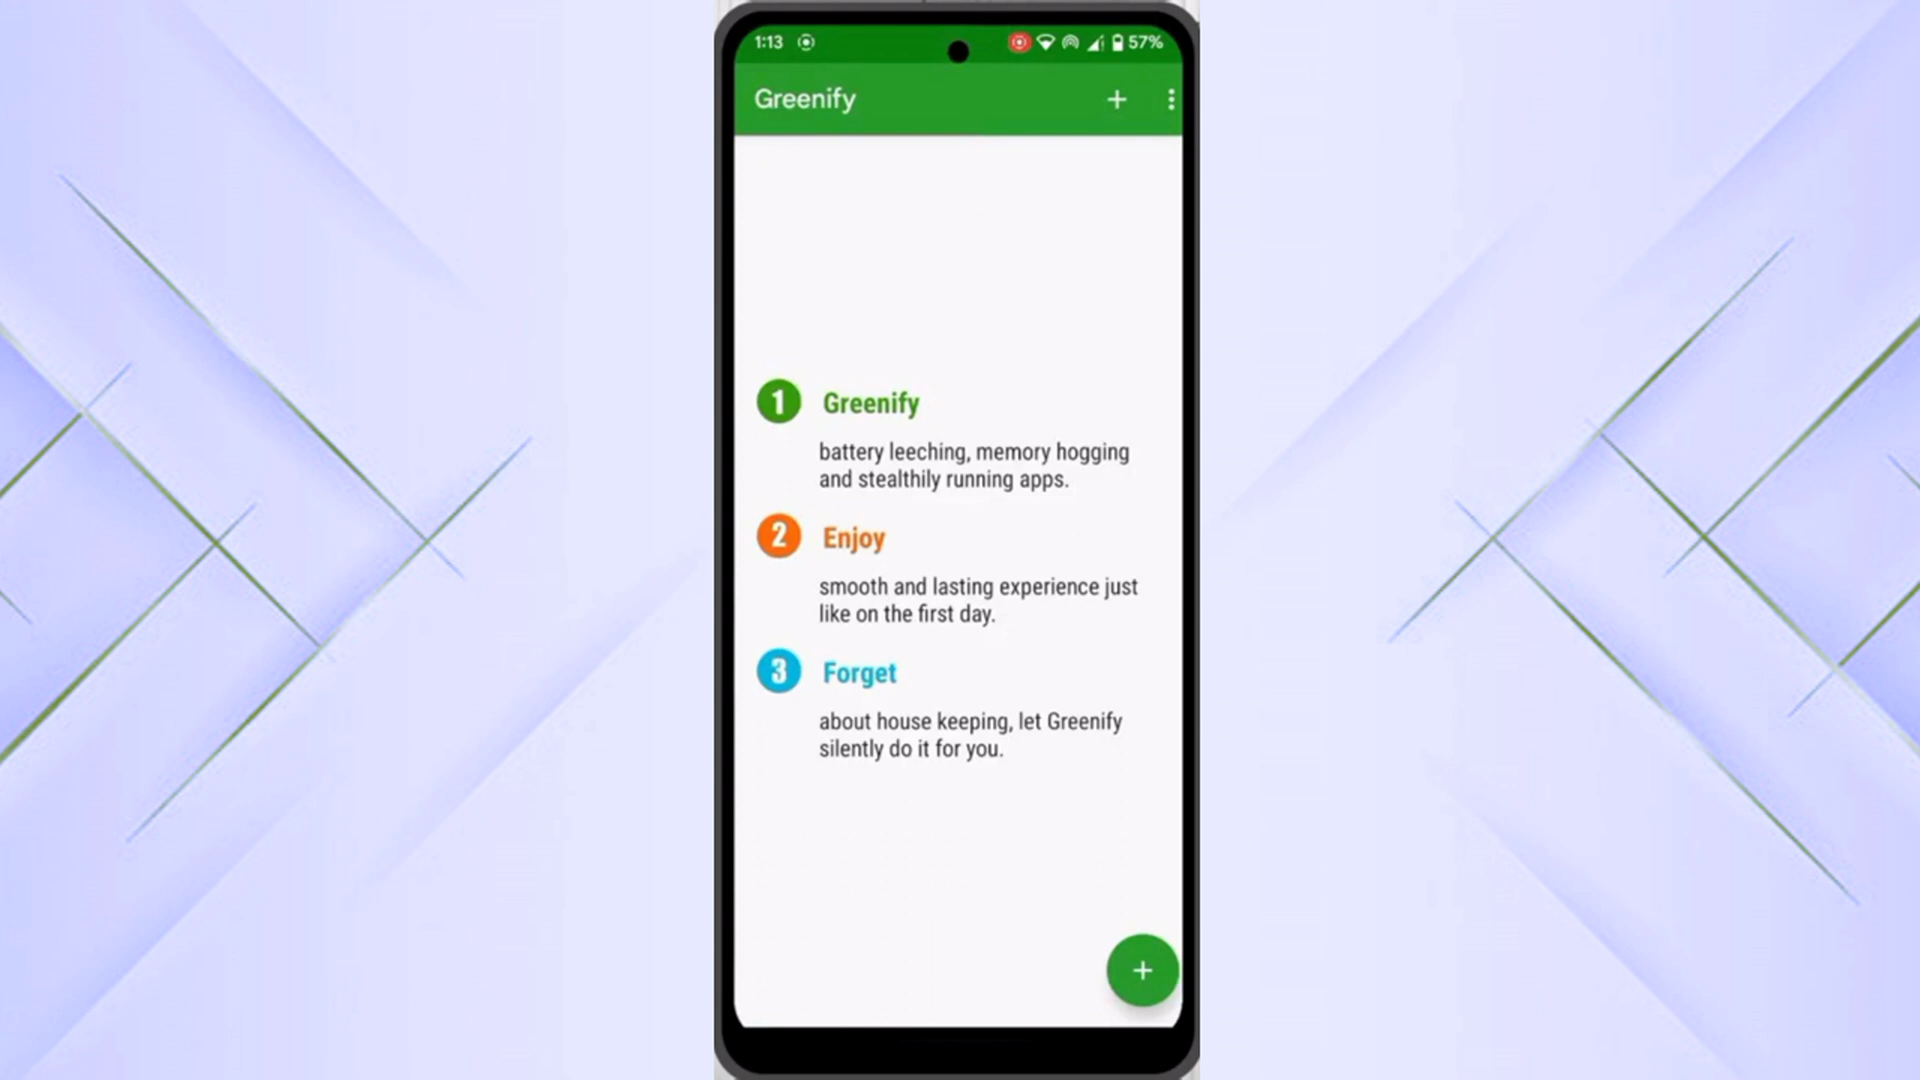 1:13 57%
Greenify
1 Greenify
battery leeching, memory hogging
and stealthily running apps.
2 Enjoy
smooth and lasting experience just
like on the first day.
3 Forget
about house keeping, let Greenify
silently do it for you.